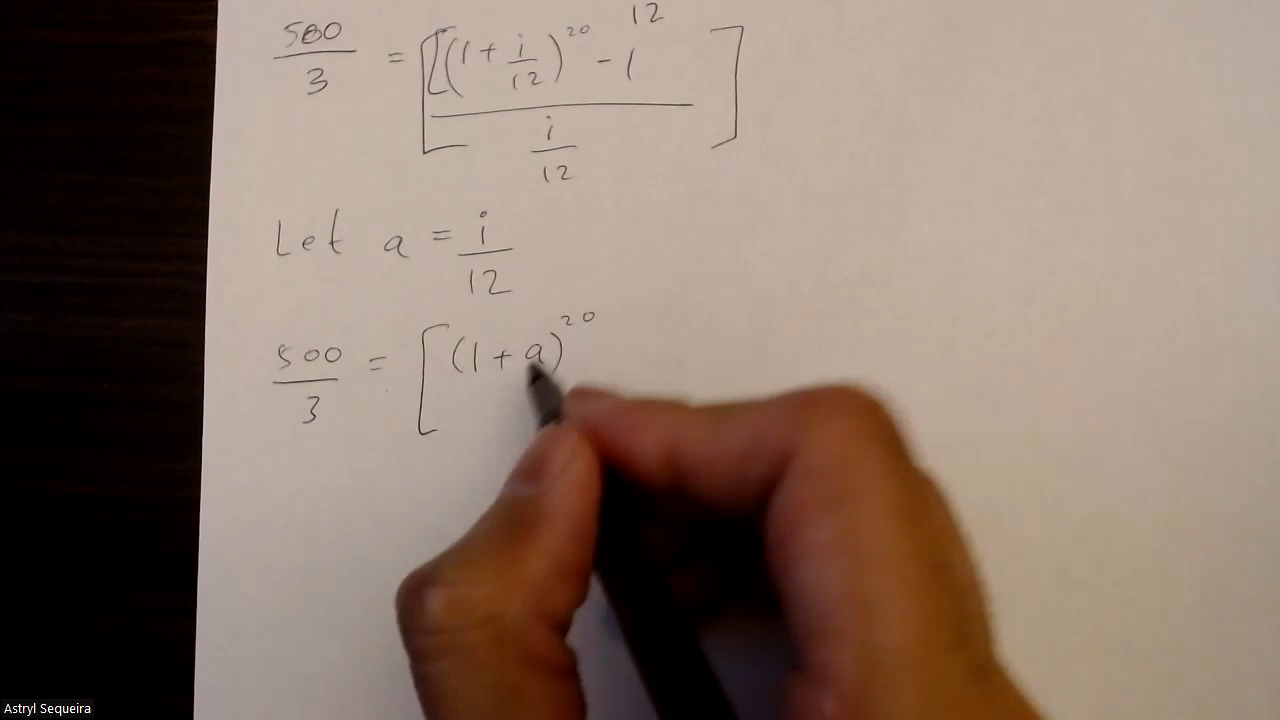 500/3 = [[(1 + i/12)^20 - 1^12 / i/12]
Let a = i/12
500/3 = [(1 + a)^20
Astryl Sequeira